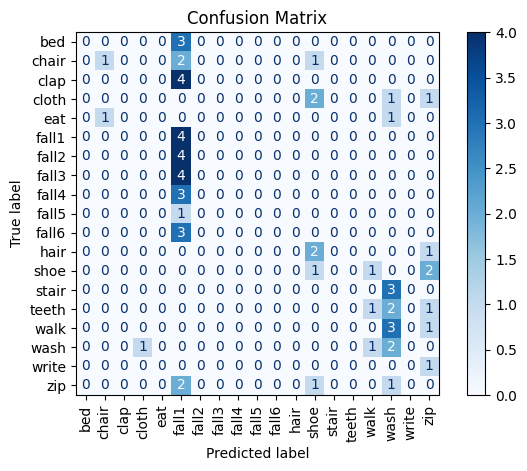 Confusion Matrix
bed 0 0 0 0 0 3 0 0 0 0 0 0 0 0 0 0 0 0 0
chair 0 1 0 0 0 2 0 0 0 0 0 0 1 0 0 0 0 0 0
clap 0 0 0 0 0 4 0 0 0 0 0 0 0 0 0 0 0 0 0
cloth 0 0 0 0 0 0 0 0 0 0 0 0 2 0 0 0 1 0 1
eat 0 1 0 0 0 0 0 0 0 0 0 0 0 0 0 0 1 0 0
fall1 0 0 0 0 0 4 0 0 0 0 0 0 0 0 0 0 0 0 0
fall2 0 0 0 0 0 4 0 0 0 0 0 0 0 0 0 0 0 0 0
fall3 0 0 0 0 0 4 0 0 0 0 0 0 0 0 0 0 0 0 0
fall4 0 0 0 0 0 3 0 0 0 0 0 0 0 0 0 0 0 0 0
fall5 0 0 0 0 0 1 0 0 0 0 0 0 0 0 0 0 0 0 0
fall6 0 0 0 0 0 3 0 0 0 0 0 0 0 0 0 0 0 0 0
hair 0 0 0 0 0 0 0 0 0 0 0 0 2 0 0 0 0 0 1
shoe 0 0 0 0 0 0 0 0 0 0 0 0 1 0 0 1 0 0 2
stair 0 0 0 0 0 0 0 0 0 0 0 0 0 0 0 0 3 0 0
teeth 0 0 0 0 0 0 0 0 0 0 0 0 0 0 0 1 2 0 1
walk 0 0 0 0 0 0 0 0 0 0 0 0 0 0 0 0 3 0 1
wash 0 0 0 1 0 0 0 0 0 0 0 0 0 0 0 1 2 0 0
write 0 0 0 0 0 0 0 0 0 0 0 0 0 0 0 0 0 0 1
zip 0 0 0 0 0 2 0 0 0 0 0 0 1 0 0 0 1 0 0
bed chair clap cloth eat fall1 fall2 fall3 fall4 fall5 fall6 hair shoe stair teeth walk wash write zip
Predicted label
True label
4.0
3.5
3.0
2.5
2.0
1.5
1.0
0.5
0.0